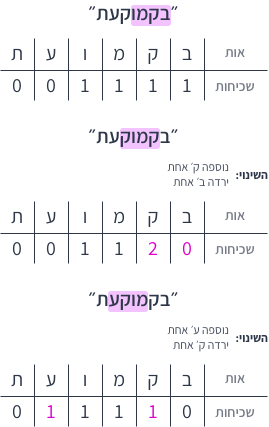 ״בקמוקעת״
אות ב ק מ ו ע ת
שכיחות 1 1 1 1 0 0
״בקמוקעת״
השינוי: נוספה ק׳ אחת
ירדה ב׳ אחת
אות ב ק מ ו ע ת
שכיחות 0 2 1 1 0 0
״בקמוקעת״
השינוי: נוספה ע׳ אחת
ירדה ק׳ אחת
אות ב ק מ ו ע ת
שכיחות 0 1 1 1 1 0